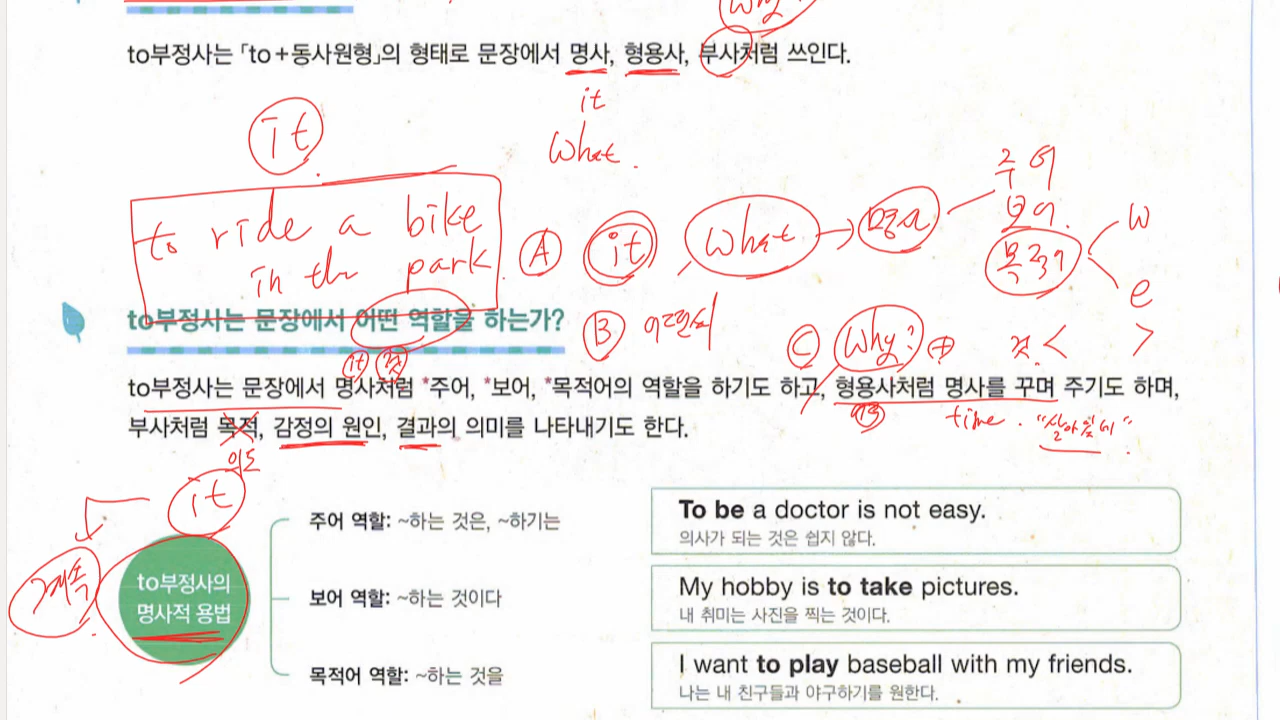 Why?
to부정사는 「to+동사원형」의 형태로 문장에서 명사, 형용사, 부사처럼 쓰인다.
it
it
What.
to ride a bike
in the park.
A it what → 명사
주어
보어
목적어
w
e
to부정사는 문장에서 어떤 역할을 하는가?
B
C Why?
it 것
to부정사는 문장에서 명사처럼 *주어, *보어, *목적어의 역할을 하기도 하고, 형용사처럼 명사를 꾸며 주기도 하며,
time.
부사처럼 목적, 감정의 원인, 결과의 의미를 나타내기도 한다.
의도
it
to부정사의
명사적 용법
주어 역할: ~하는 것은, ~하기는
To be a doctor is not easy.
의사가 되는 것은 쉽지 않다.
보어 역할: ~하는 것이다
My hobby is to take pictures.
내 취미는 사진을 찍는 것이다.
목적어 역할: ~하는 것을
I want to play baseball with my friends.
나는 내 친구들과 야구하기를 원한다.